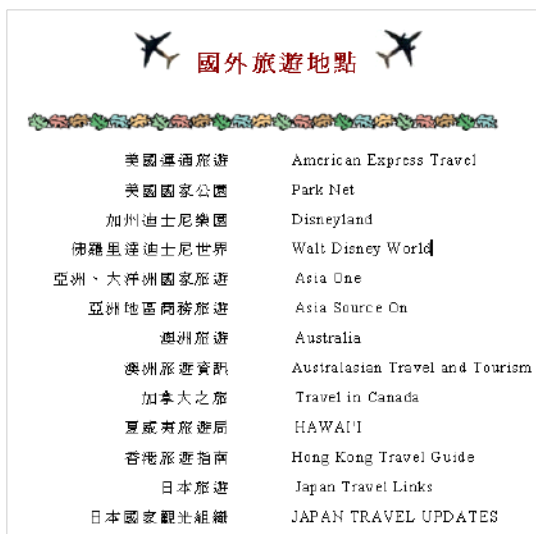 國外旅遊地點
美國運通旅遊 American Express Travel
美國國家公園 Park Net
加州迪士尼樂園 Disneyland
佛羅里達迪士尼世界 Walt Disney World
亞洲、大洋洲國家旅遊 Asia One
亞洲地區商務旅遊 Asia Source On
澳洲旅遊 Australia
澳洲旅遊資訊 Australasian Travel and Tourism
加拿大之旅 Travel in Canada
夏威夷旅遊局 HAWAI'I
香港旅遊指南 Hong Kong Travel Guide
日本旅遊 Japan Travel Links
日本國家觀光組織 JAPAN TRAVEL UPDATES